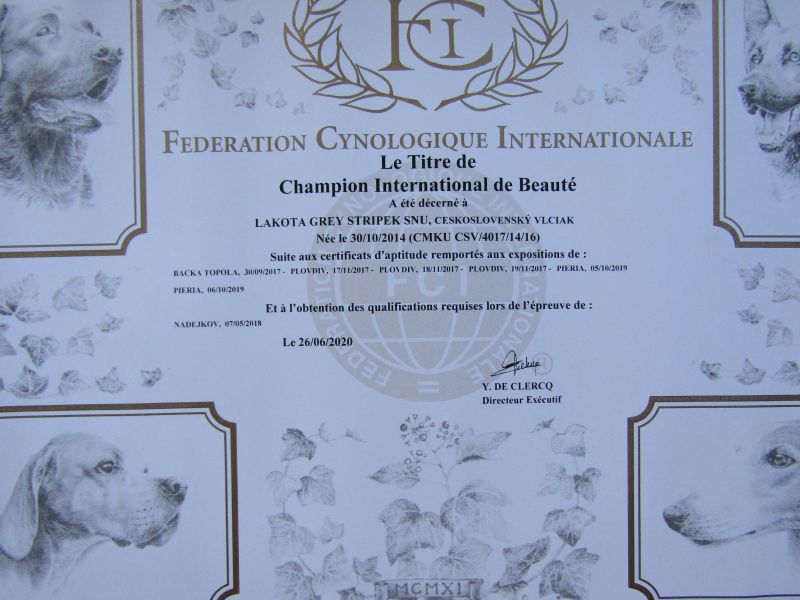 FCI
FEDERATION CYNOLOGIQUE INTERNATIONALE
Le Titre de
Champion International de Beauté
A été décerné à
LAKOTA GREY STRIPEK SNU, CESKOSLOVENSKÝ VLCIAK
Née le 30/10/2014 (CMKU CSV/4017/14/16)
Suite aux certificats d'aptitude remportés aux expositions de :
BACKA TOPOLA, 30/09/2017 - PLOVDIV, 17/11/2017 - PLOVDIV, 18/11/2017 - PLOVDIV, 19/11/2017 - PIERIA, 05/10/2019
PIERIA, 06/10/2019
FCI
FEDERATION CYNOLOGIQUE INTERNATIONALE
Et à l'obtention des qualifications requises lors de l'épreuve de :
NADEJKOV, 07/05/2018
Le 26/06/2020
Y. DE CLERCQ
Directeur Exécutif
MCMXI